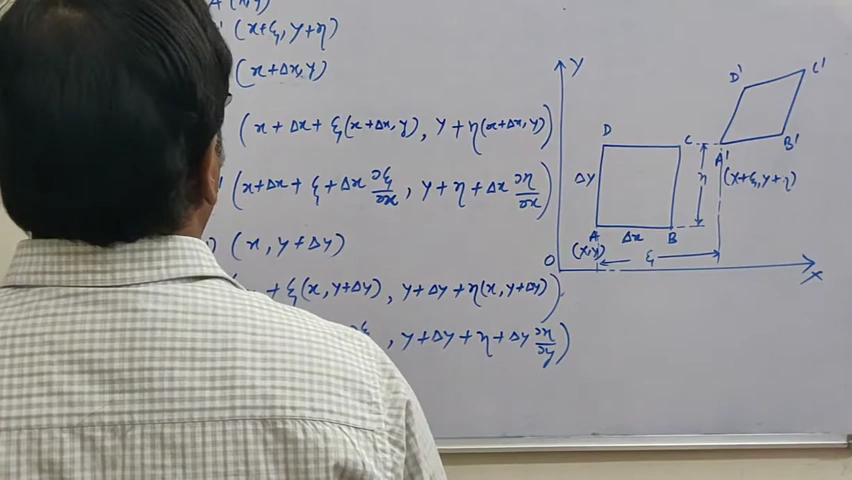 A (x,y)
' (x+ξ, y+η)
(x+Δx, y)
(x+Δx+ξ(x+Δx, y), y+η(x+Δx, y))
' (x+Δx+ξ+Δx ∂ξ/∂x, y+η+Δx ∂η/∂x)
) (x, y+Δy)
+ξ(x, y+Δy), y+Δy+η(x, y+Δy))
, y+Δy+η+Δy ∂η/∂y)
Y
D'
C'
D
C
A'
B'
Δy
η
(x+ξ, y+η)
A
Δx
B
(x,y)
ξ
O
X